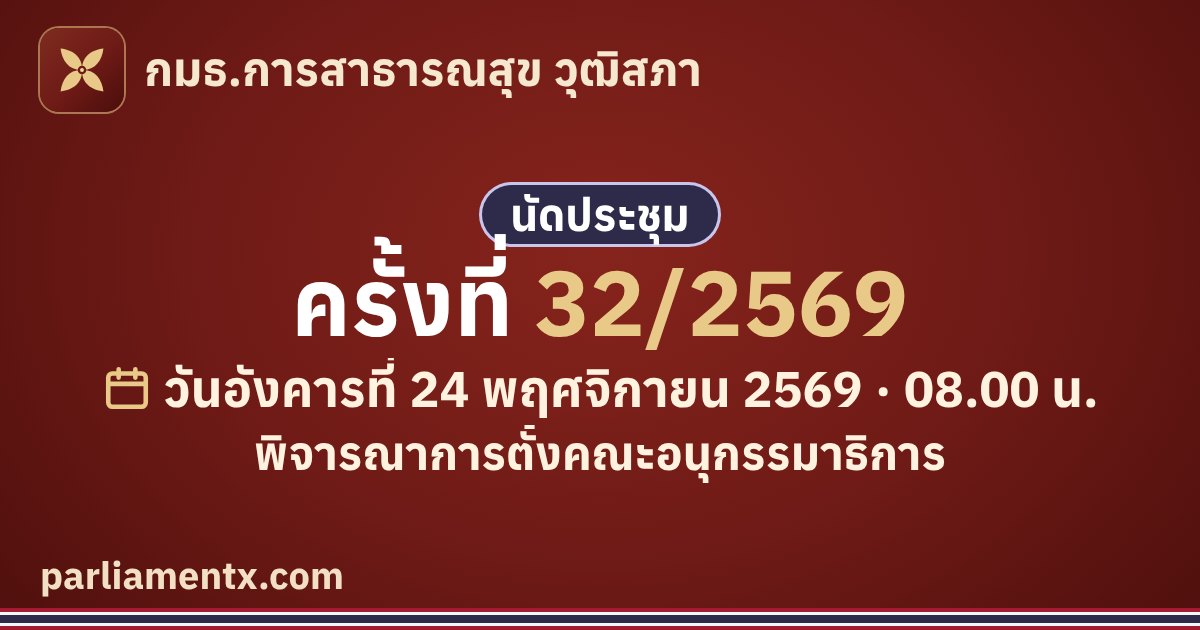 กมธ.การสาธารณสุข วุฒิสภา
นัดประชุม
ครั้งที่ 32/2569
วันอังคารที่ 24 พฤศจิกายน 2569 · 08.00 น.
พิจารณาการตั้งคณะอนุกรรมาธิการ
parliamentx.com